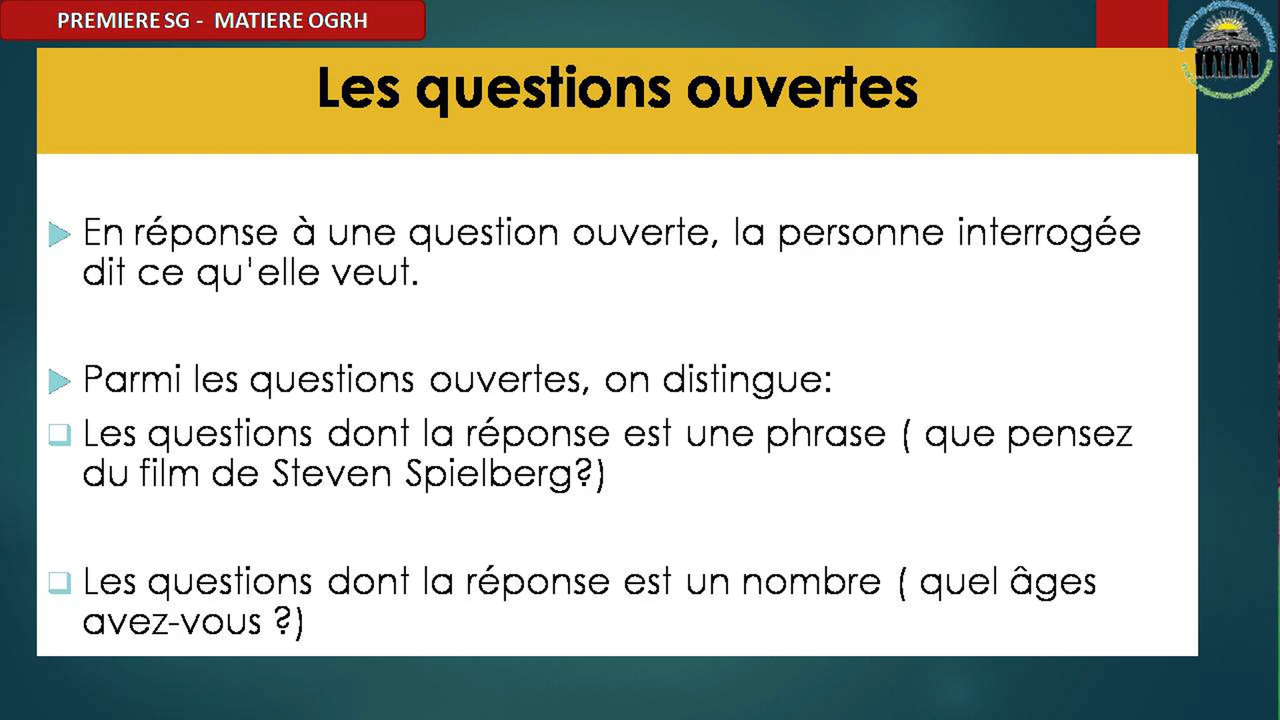 PREMIERE SG - MATIERE OGRH
Les questions ouvertes
En réponse à une question ouverte, la personne interrogée
dit ce qu'elle veut.
Parmi les questions ouvertes, on distingue:
Les questions dont la réponse est une phrase ( que pensez
du film de Steven Spielberg?)
Les questions dont la réponse est un nombre ( quel âges
avez-vous ?)